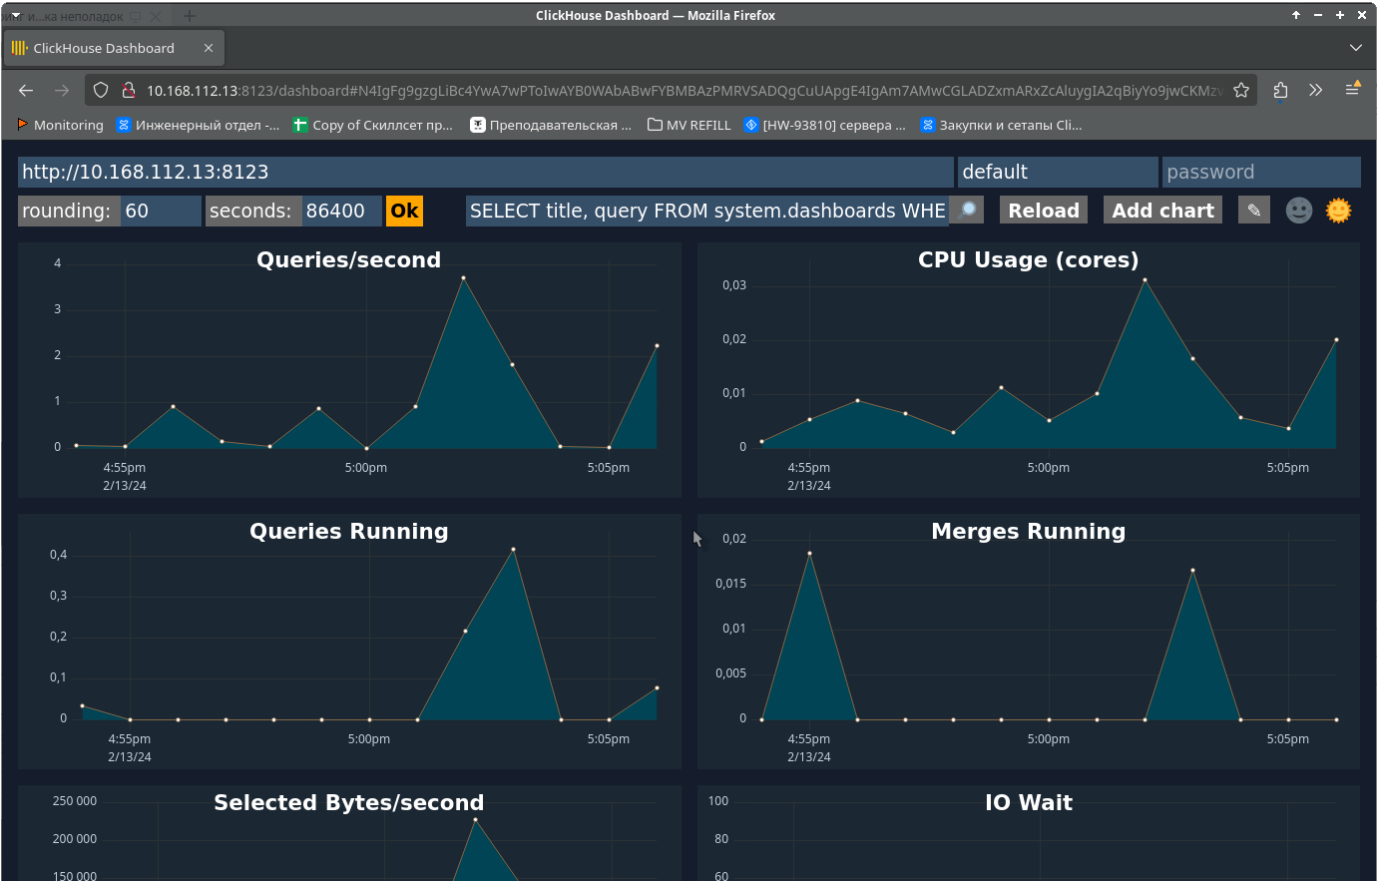 ринг и...ка неполадок
ClickHouse Dashboard — Mozilla Firefox
ClickHouse Dashboard
10.168.112.13:8123/dashboard#
Monitoring
Инженерный отдел -...
Copy of Скиллсет пр...
Преподавательская ...
MV REFILL
[HW-93810] сервера ...
Закупки и сетапы Cli...
http://10.168.112.13:8123
default
password
rounding: 60
seconds: 86400
Ok
SELECT title, query FROM system.dashboards WHE
Reload
Add chart
Queries/second
4
3
2
1
0
4:55pm 5:00pm 5:05pm
2/13/24
CPU Usage (cores)
0,03
0,02
0,01
0
4:55pm 5:00pm 5:05pm
2/13/24
Queries Running
0,4
0,3
0,2
0,1
0
4:55pm 5:00pm 5:05pm
2/13/24
Merges Running
0,02
0,015
0,01
0,005
0
4:55pm 5:00pm 5:05pm
2/13/24
Selected Bytes/second
250 000
200 000
150 000
IO Wait
100
80
60